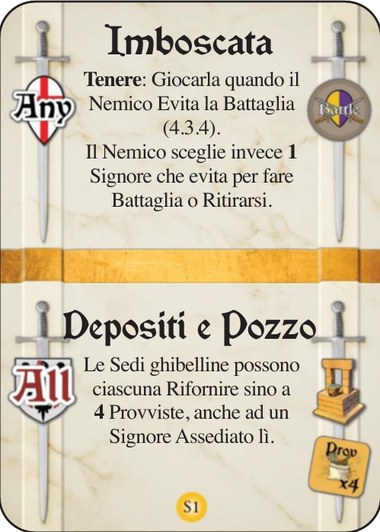 Imboscata
Any
Tenere: Giocarla quando il
Nemico Evita la Battaglia
(4.3.4).
Battle
Il Nemico sceglie invece 1
Signore che evita per fare
Battaglia o Ritirarsi.
Depositi e Pozzo
All
Le Sedi ghibelline possono
ciascuna Rifornire sino a
4 Provviste, anche ad un
Signore Assediato lì.
Prov
x4
S1